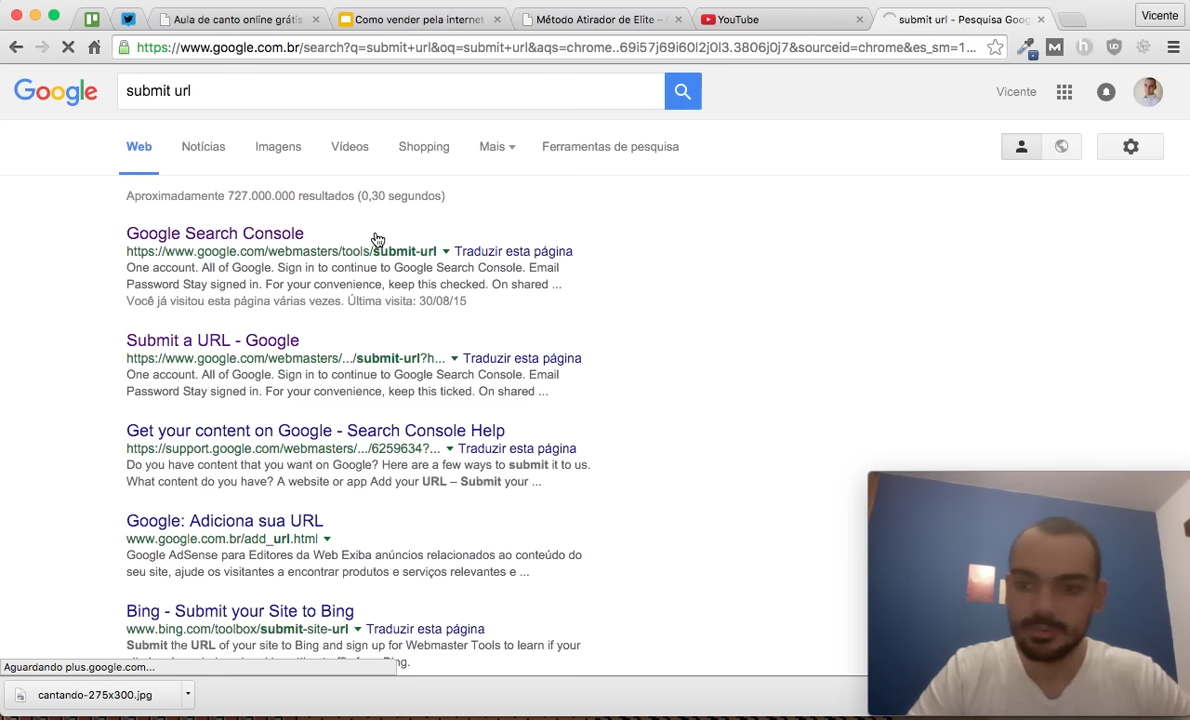 Aula de canto online grátis
Como vender pela internet
Método Atirador de Elite –
YouTube
submit url - Pesquisa Goog
Vicente
https://www.google.com.br/search?q=submit+url&oq=submit+url&aqs=chrome..69i57j69i60l2j0l3.3806j0j7&sourceid=chrome&es_sm=1...
Google
submit url
Vicente
Web
Notícias
Imagens
Vídeos
Shopping
Mais
Ferramentas de pesquisa
Aproximadamente 727.000.000 resultados (0,30 segundos)
Google Search Console
https://www.google.com/webmasters/tools/submit-url Traduzir esta página
One account. All of Google. Sign in to continue to Google Search Console. Email
Password Stay signed in. For your convenience, keep this checked. On shared ...
Você já visitou esta página várias vezes. Última visita: 30/08/15
Submit a URL - Google
https://www.google.com/webmasters/.../submit-url?h... Traduzir esta página
One account. All of Google. Sign in to continue to Google Search Console. Email
Password Stay signed in. For your convenience, keep this ticked. On shared ...
Get your content on Google - Search Console Help
https://support.google.com/webmasters/.../6259634?... Traduzir esta página
Do you have content that you want on Google? Here are a few ways to submit it to us.
What content do you have? A website or app Add your URL – Submit your ...
Google: Adiciona sua URL
www.google.com.br/add_url.html
Google AdSense para Editores da Web Exiba anúncios relacionados ao conteúdo do
seu site, ajude os visitantes a encontrar produtos e serviços relevantes e ...
Bing - Submit your Site to Bing
www.bing.com/toolbox/submit-site-url Traduzir esta página
Submit the URL of your site to Bing and sign up for Webmaster Tools to learn if your
Bing.
Aguardando plus.google.com...
cantando-275x300.jpg